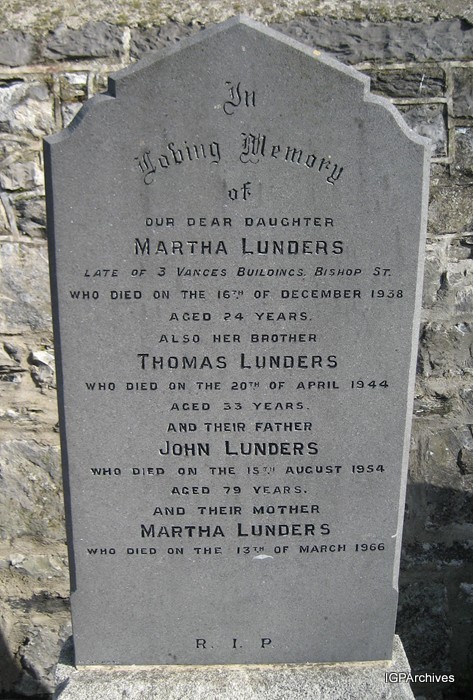 In
Loving Memory
of
OUR DEAR DAUGHTER
MARTHA LUNDERS
LATE OF 3 VANCES BUILDINGS. BISHOP ST.
WHO DIED ON THE 16TH OF DECEMBER 1938
AGED 24 YEARS.
ALSO HER BROTHER
THOMAS LUNDERS
WHO DIED ON THE 20TH OF APRIL 1944
AGED 33 YEARS.
AND THEIR FATHER
JOHN LUNDERS
WHO DIED ON THE 15TH AUGUST 1954
AGED 79 YEARS.
AND THEIR MOTHER
MARTHA LUNDERS
WHO DIED ON THE 13TH OF MARCH 1966
R. I. P
IGPArchives